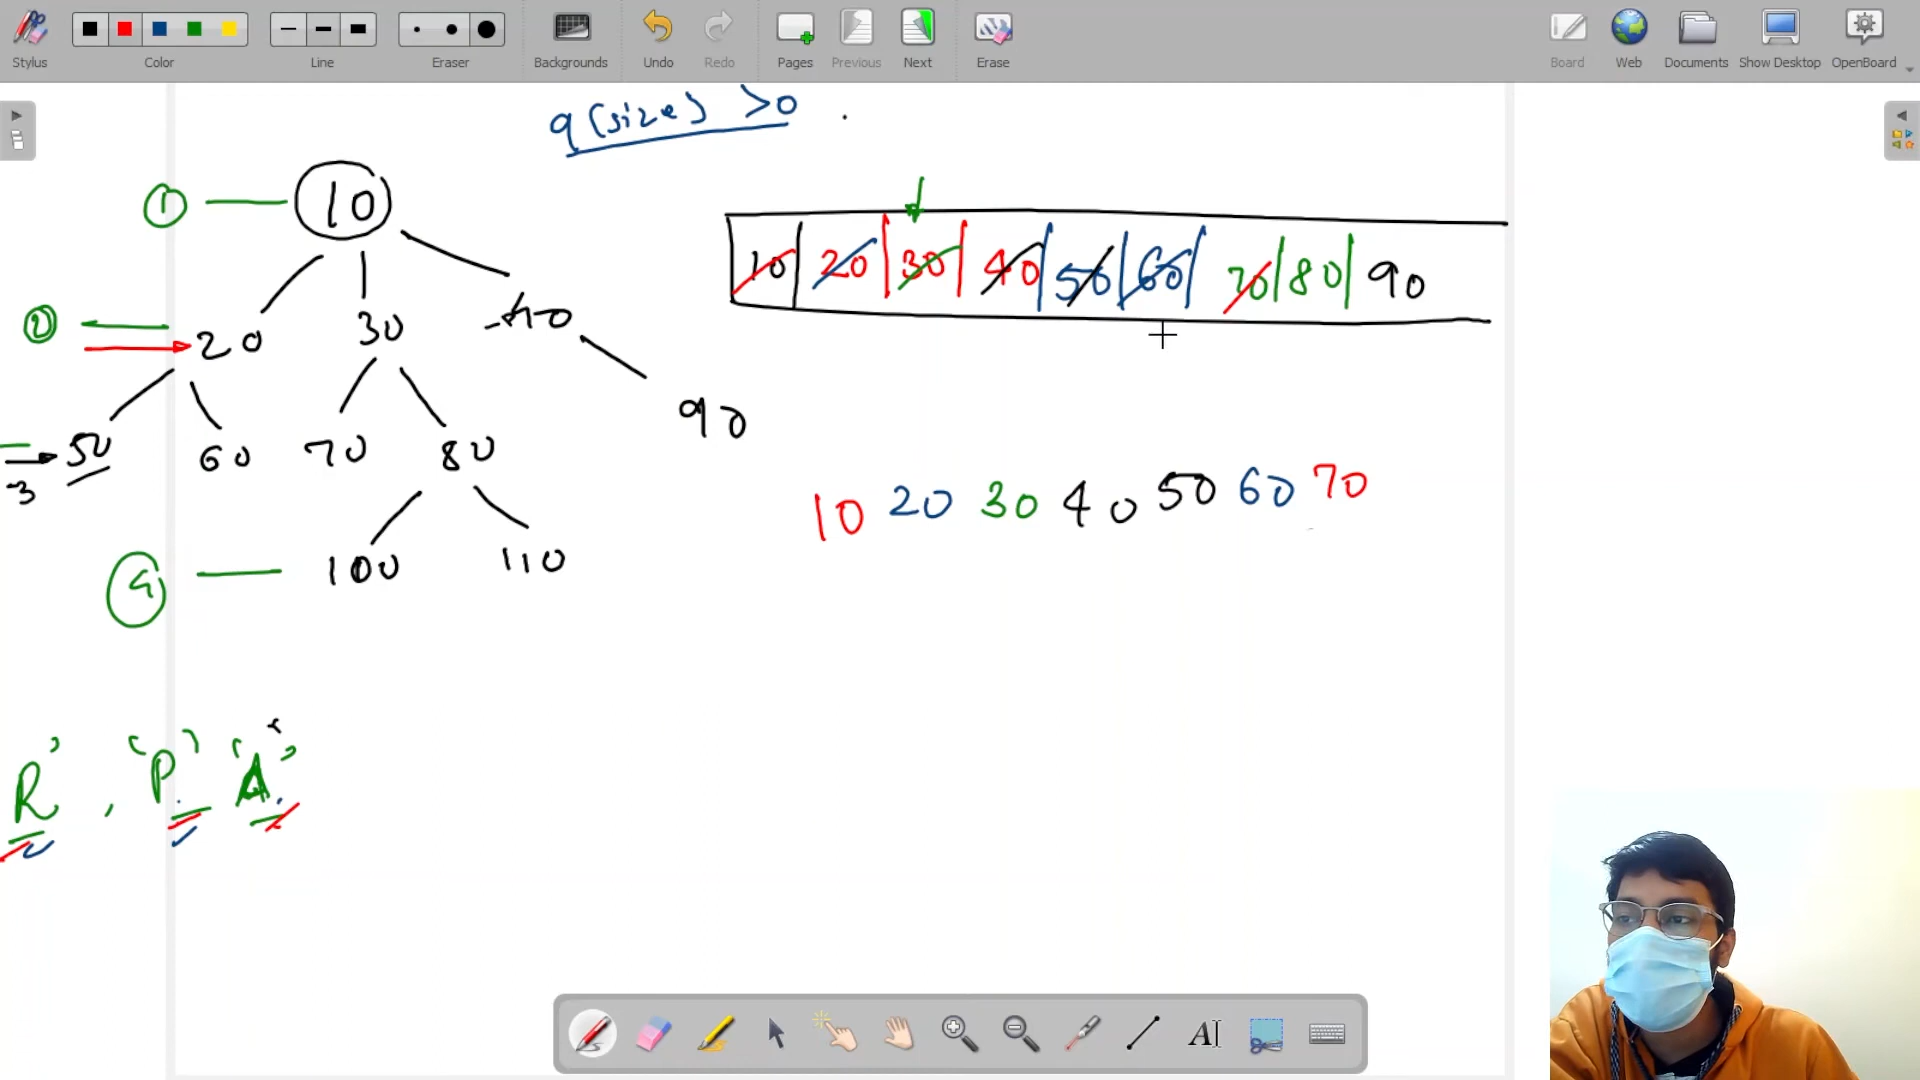 Stylus Color Line Eraser Backgrounds Undo Redo Pages Previous Next Erase Board Web Documents Show Desktop OpenBoard
q(size) >0 .
1 10
2 20 30 40
10 20 30 40 50 60 70 80 90
50 60 70 80 90
3
10 20 30 40 50 60 70
4 100 110
R' , 'P' 'A'